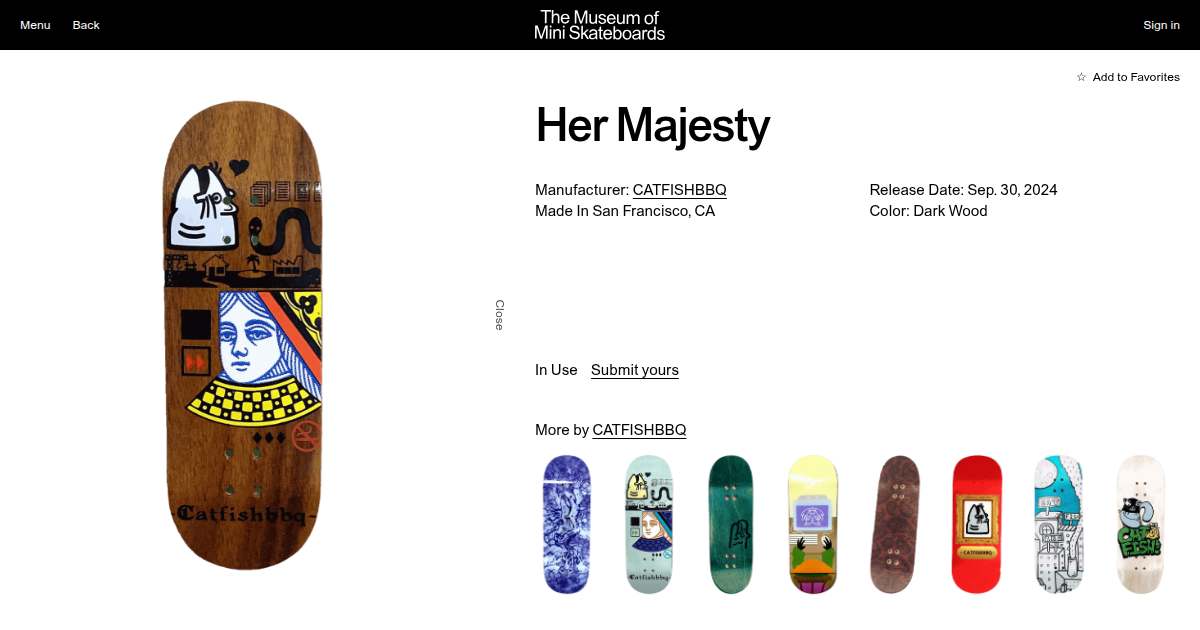 Menu
Back
The Museum of
Mini Skateboards
Sign in
☆ Add to Favorites
Her Majesty
Manufacturer: CATFISHBBQ
Made In San Francisco, CA
Release Date: Sep. 30, 2024
Color: Dark Wood
Close
Catfishbbq~
In Use Submit yours
More by CATFISHBBQ
Catfishbbq
CATFISHBBQ